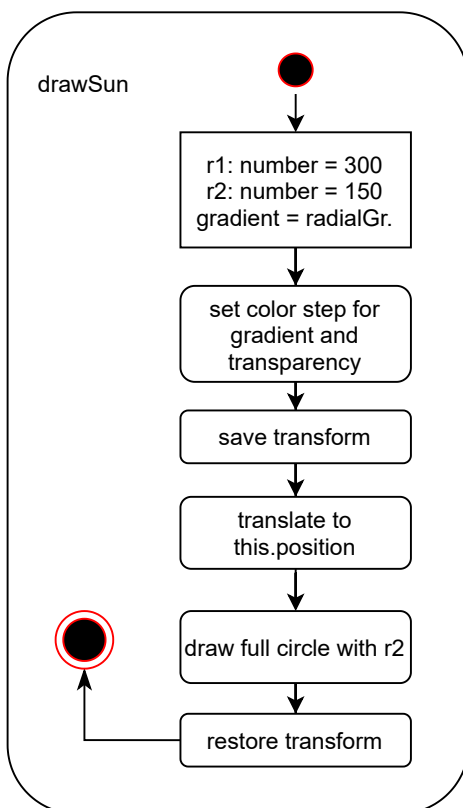 drawSun
r1: number = 300
r2: number = 150
gradient = radialGr.
set color step for
gradient and
transparency
save transform
translate to
this.position
draw full circle with r2
restore transform